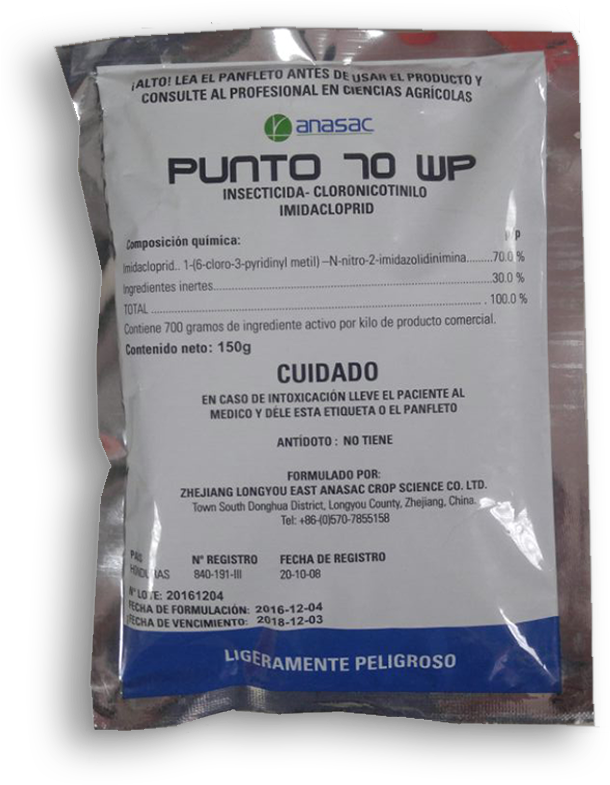 ¡ALTO! LEA EL PANFLETO ANTES DE USAR EL PRODUCTO Y
CONSULTE AL PROFESIONAL EN CIENCIAS AGRÍCOLAS
anasac
PUNTO 70 WP
INSECTICIDA- CLORONICOTINILO
IMIDACLOPRID
Composición química: p/p
Imidacloprid.. 1-(6-cloro-3-pyridinyl metil) –N-nitro-2-imidazolidinimina.........70.0 %
Ingredientes inertes..............................................................................30.0 %
TOTAL .................................................................................. . 100.0 %
Contiene 700 gramos de ingrediente activo por kilo de producto comercial.
Contenido neto: 150g
CUIDADO
EN CASO DE INTOXICACIÓN LLEVE EL PACIENTE AL
MEDICO Y DÉLE ESTA ETIQUETA O EL PANFLETO
ANTÍDOTO : NO TIENE
FORMULADO POR:
ZHEJIANG LONGYOU EAST ANASAC CROP SCIENCE CO. LTD.
Town South Donghua District, Longyou County, Zhejiang, China.
Tel: +86-(0)570-7855158
PAÍS N° REGISTRO FECHA DE REGISTRO
HONDURAS 840-191-III 20-10-08
N° LOTE: 20161204
FECHA DE FORMULACIÓN: 2016-12-04
FECHA DE VENCIMIENTO: 2018-12-03
LIGERAMENTE PELIGROSO